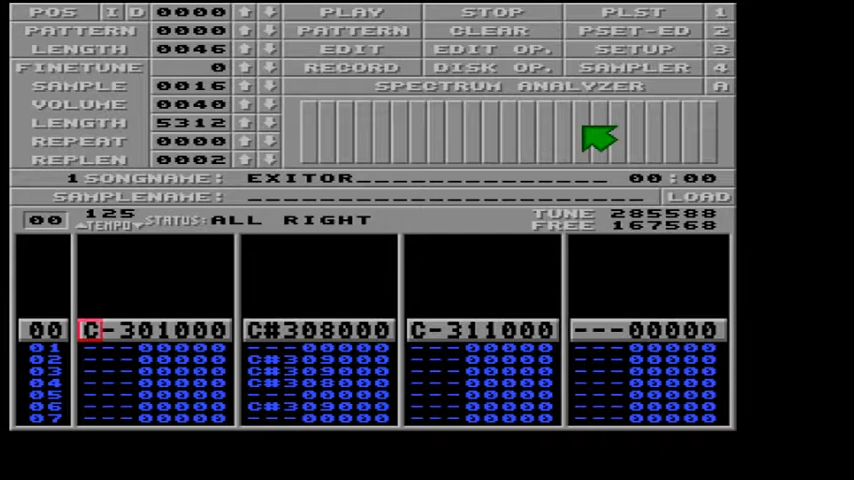 POS I D 0000 PLAY STOP PLST 1
PATTERN 0000 PATTERN CLEAR PSET-ED 2
LENGTH 0046 EDIT EDIT OP. SETUP 3
FINETUNE 0 RECORD DISK OP. SAMPLER 4
SAMPLE 0016 SPECTRUM ANALYZER A
VOLUME 0040
LENGTH 5312
REPEAT 0000
REPLEN 0002
1 SONGNAME: EXITOR_______________ 00:00
SAMPLENAME: ______________________ LOAD
00 125 TEMPO STATUS: ALL RIGHT TUNE 285588
FREE 167568
00 C-301000 C#308000 C-311000 ---00000
01 ---00000 ---00000 ---00000 ---00000
02 ---00000 C#309000 ---00000 ---00000
03 ---00000 C#309000 ---00000 ---00000
04 ---00000 C#308000 ---00000 ---00000
05 ---00000 ---00000 ---00000 ---00000
06 ---00000 C#309000 ---00000 ---00000
07 ---00000 ---00000 ---00000 ---00000